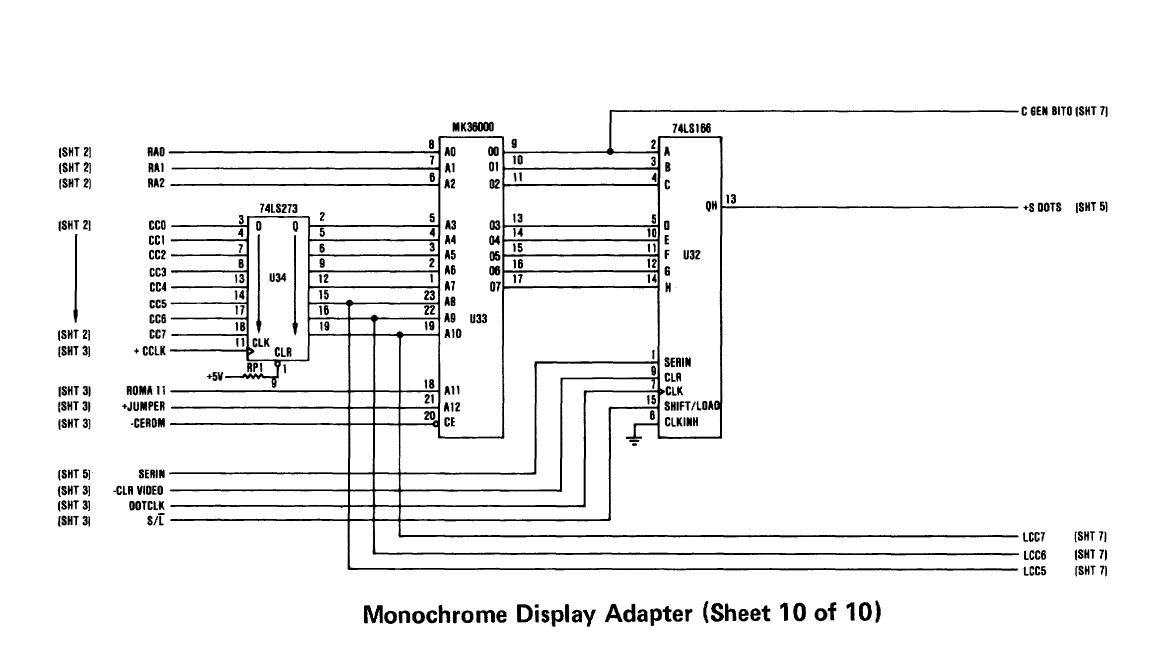 C GEN BIT0 (SHT 7)
MK36000
74LS166
(SHT 2) RA0 8 A0 O0 9 2 A
(SHT 2) RA1 7 A1 O1 10 3 B
(SHT 2) RA2 6 A2 O2 11 4 C
QH 13 +S DOTS (SHT 5)
74LS273
(SHT 2) CC0 3 D Q 2 5 A3 O3 13 5 D
CC1 4 5 4 A4 O4 14 10 E
CC2 7 6 3 A5 O5 15 11 F U32
CC3 8 U34 9 2 A6 O6 16 12 G
CC4 13 12 1 A7 O7 17 14 H
CC5 14 15 23 A8
CC6 17 16 22 A9 U33
(SHT 2) CC7 18 19 19 A10
(SHT 3) + CCLK 11 CLK
CLR
1
+5V RP1 9
1 SERIN
9 CLR
(SHT 3) ROMA 11 18 A11 7 CLK
(SHT 3) +JUMPER 21 A12 15 SHIFT/LOAD
(SHT 3) -CEROM 20 CE 6 CLKINH
(SHT 5) SERIN
(SHT 3) -CLR VIDEO
(SHT 3) DOTCLK
(SHT 3) S/L̅
LCC7 (SHT 7)
LCC6 (SHT 7)
LCC5 (SHT 7)
Monochrome Display Adapter (Sheet 10 of 10)